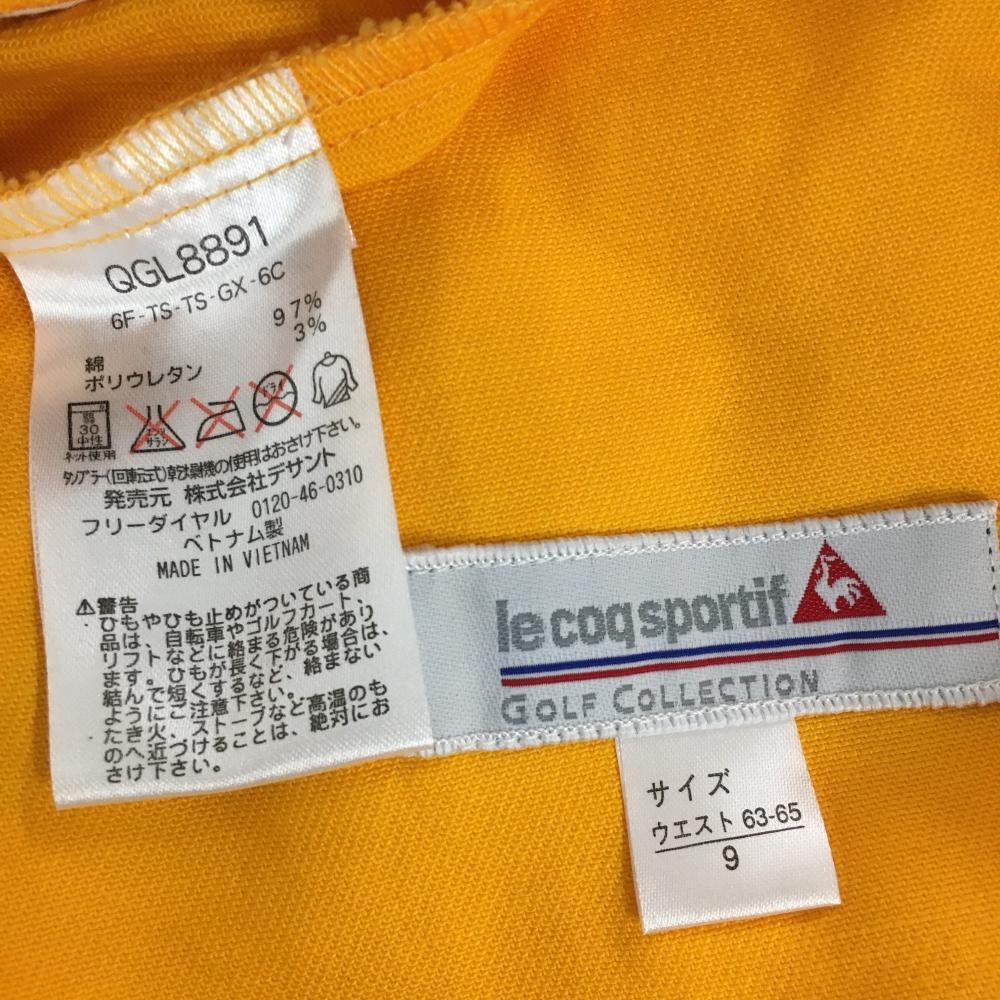 QGL8891
6F-TS-TS-GX-6C
97%
3%
綿
ポリウレタン
弱
30
中性
ネット使用
エンソ
サラシ
ドライ
タンブラー(回転式)乾燥機の使用はおさけ下さい。
発売元 株式会社デサント
フリーダイヤル 0120-46-0310
ベトナム製
MADE IN VIETNAM
⚠警告
ひもやひも止めがついている商
品は、自転車やゴルフカート、
リフトなどに絡まる危険があり
ます。ひもが長く下がる場合は、
結んで短くするなど、絡まない
ようにご注意下さい。
また、ストーブなど高温のも
のや火へ近づけることは、絶対にお
さけ下さい。
le coq sportif
GOLF COLLECTION
サイズ
ウエスト 63-65
9